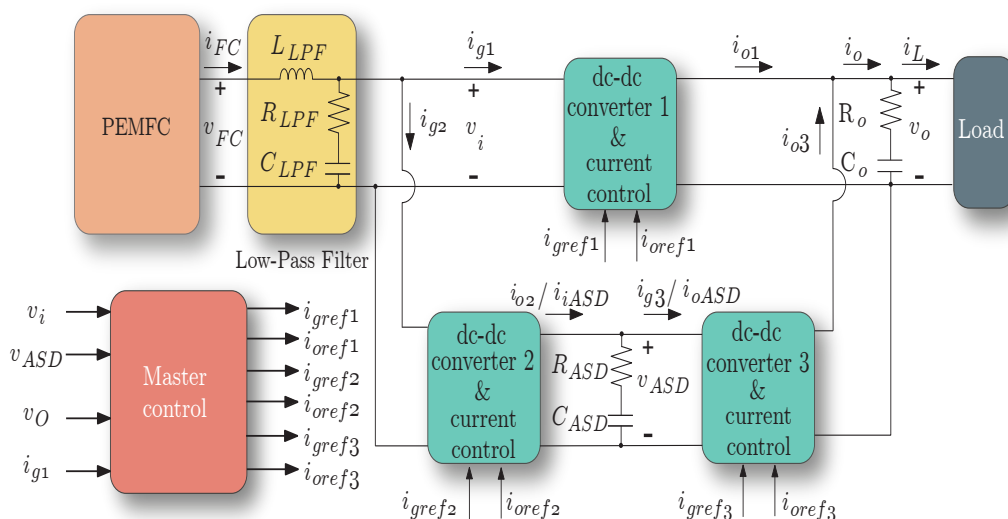 i_FC
L_LPF
i_g1
i_o1
i_o
i_L
PEMFC
+
-
v_FC
R_LPF
C_LPF
Low-Pass Filter
i_g2
+
v_i
-
dc-dc
converter 1
&
current
control
i_gref1
i_oref1
i_o3
R_o
C_o
+
v_o
-
Load
v_i
v_ASD
v_O
i_g1
Master
control
i_gref1
i_oref1
i_gref2
i_oref2
i_gref3
i_oref3
i_o2/ i_iASD
i_g3/ i_oASD
dc-dc
converter 2
&
current
control
i_gref2
i_oref2
R_ASD
C_ASD
+
v_ASD
-
dc-dc
converter 3
&
current
control
i_gref3
i_oref3